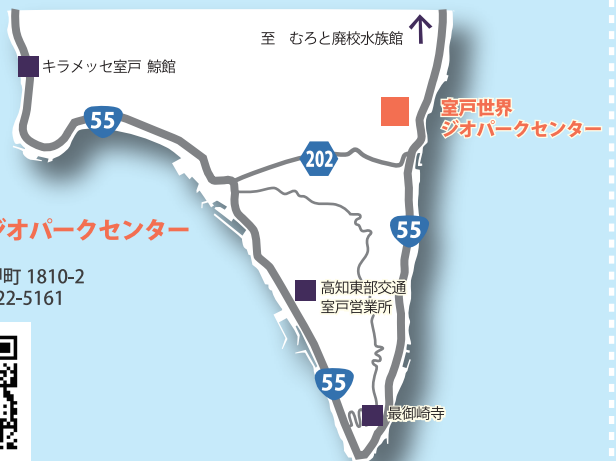 至　むろと廃校水族館
キラメッセ室戸 鯨館
室戸世界
ジオパークセンター
55
202
ジオパークセンター
55
町 1810-2
22-5161
高知東部交通
室戸営業所
55
最御崎寺